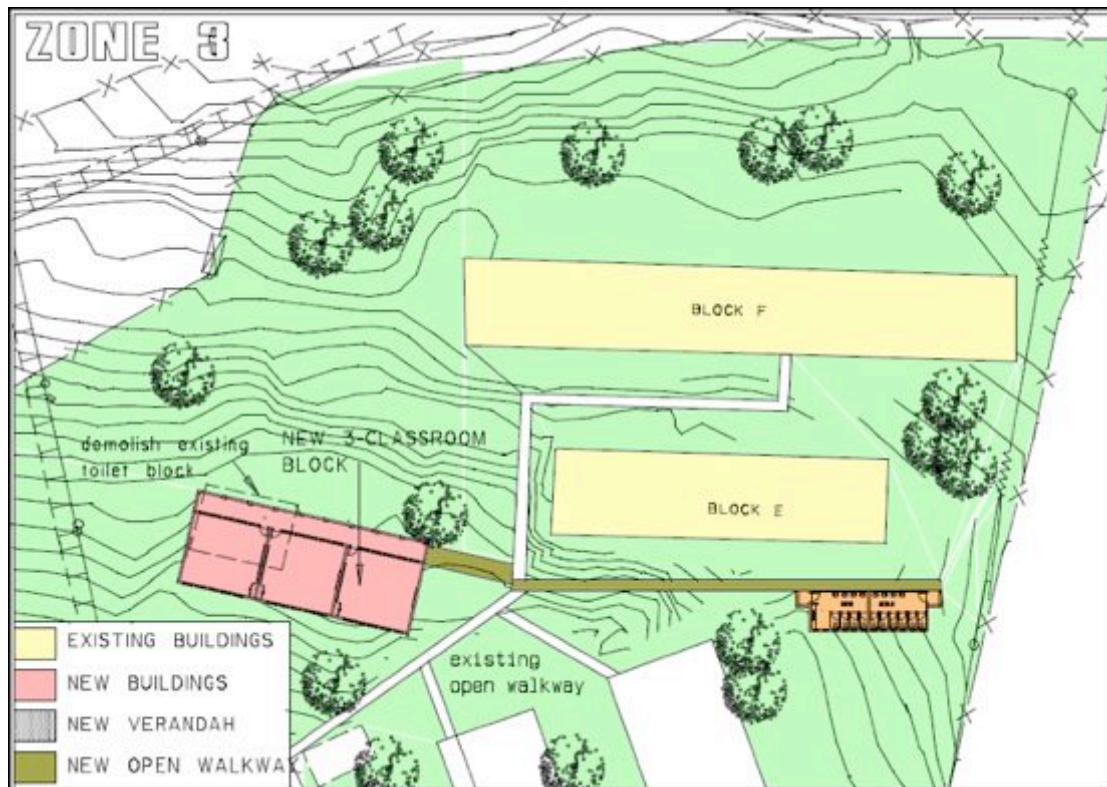 ZONE 3
BLOCK F
demolish existing
toilet block
NEW 3-CLASSROOM
BLOCK
BLOCK E
existing
open walkway
EXISTING BUILDINGS
NEW BUILDINGS
NEW VERANDAH
NEW OPEN WALKWAY